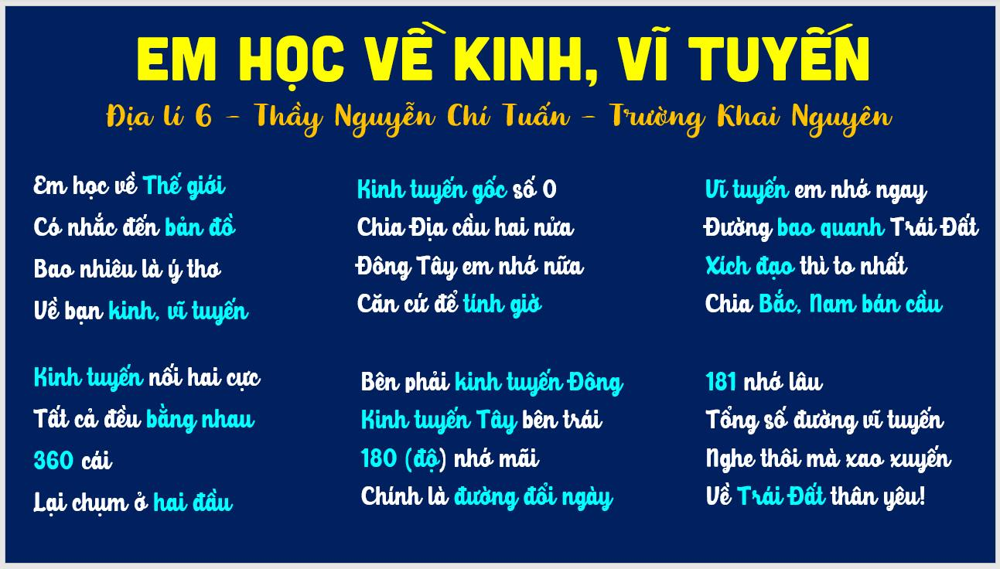 EM HỌC VỀ KINH, VĨ TUYẾN
Địa lí 6 - Thầy Nguyễn Chí Tuấn - Trường Khai Nguyên
Em học về Thế giới
Có nhắc đến bản đồ
Bao nhiêu là ý thơ
Về bạn kinh, vĩ tuyến
Kinh tuyến nối hai cực
Tất cả đều bằng nhau
360 cái
Lại chụm ở hai đầu
Kinh tuyến gốc số 0
Chia Địa cầu hai nửa
Đông Tây em nhớ nữa
Căn cứ để tính giờ
Bên phải kinh tuyến Đông
Kinh tuyến Tây bên trái
180 (độ) nhớ mãi
Chính là đường đổi ngày
Vĩ tuyến em nhớ ngay
Đường bao quanh Trái Đất
Xích đạo thì to nhất
Chia Bắc, Nam bán cầu
181 nhớ lâu
Tổng số đường vĩ tuyến
Nghe thôi mà xao xuyến
Về Trái Đất thân yêu!